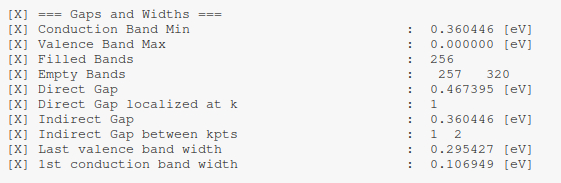 [X] === Gaps and Widths ===
[X] Conduction Band Min : 0.360446 [eV]
[X] Valence Band Max : 0.000000 [eV]
[X] Filled Bands : 256
[X] Empty Bands : 257 320
[X] Direct Gap : 0.467395 [eV]
[X] Direct Gap localized at k : 1
[X] Indirect Gap : 0.360446 [eV]
[X] Indirect Gap between kpts : 1 2
[X] Last valence band width : 0.295427 [eV]
[X] 1st conduction band width : 0.106949 [eV]